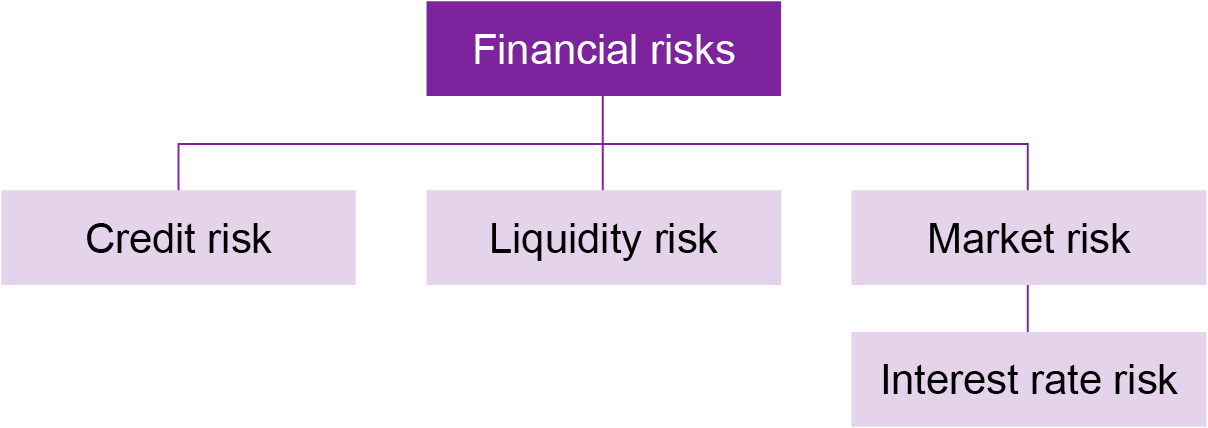 Financial risks
Credit risk
Liquidity risk
Market risk
Interest rate risk